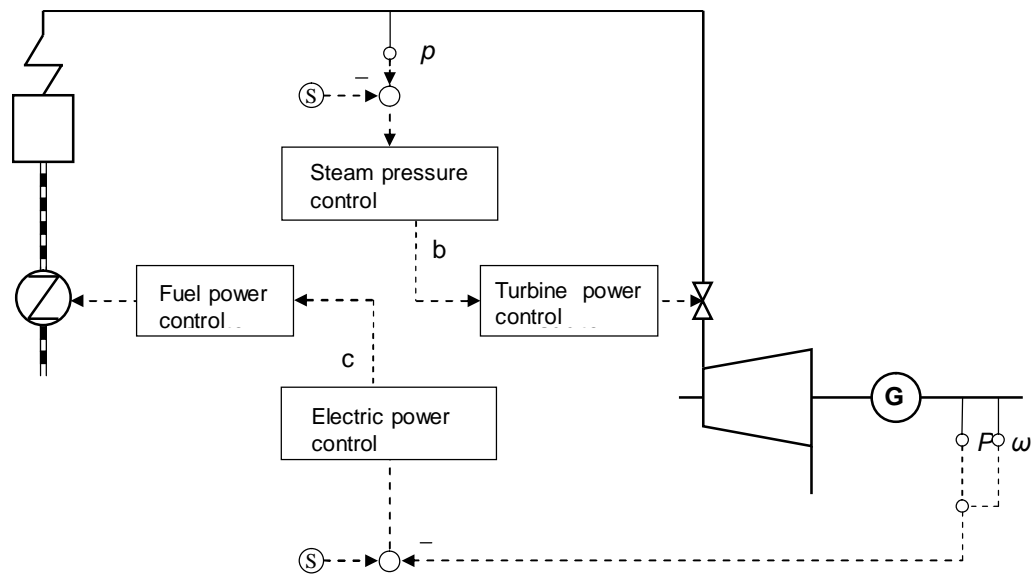 p
–
S
Steam pressure
control
b
Fuel power
control
Turbine power
control
c
G
Electric power
control
P ω
–
S